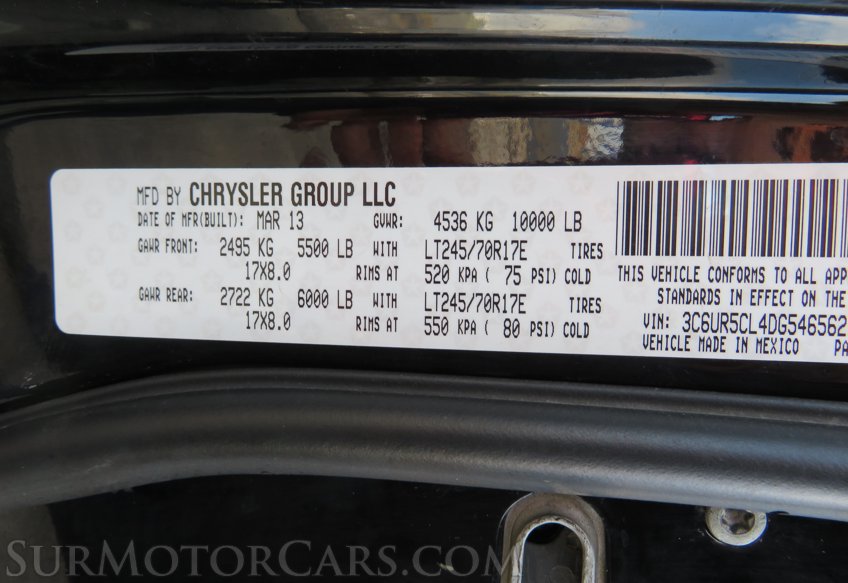 MFD BY CHRYSLER GROUP LLC
DATE OF MFR(BUILT): MAR 13 GVWR: 4536 KG 10000 LB
GAWR FRONT: 2495 KG 5500 LB WITH LT245/70R17E TIRES
17X8.0 RIMS AT 520 KPA ( 75 PSI) COLD
GAWR REAR: 2722 KG 6000 LB WITH LT245/70R17E TIRES
17X8.0 RIMS AT 550 KPA ( 80 PSI) COLD
THIS VEHICLE CONFORMS TO ALL APP
STANDARDS IN EFFECT ON THE
VIN: 3C6UR5CL4DG546562
VEHICLE MADE IN MEXICO PA
SURMOTORCARS.COM